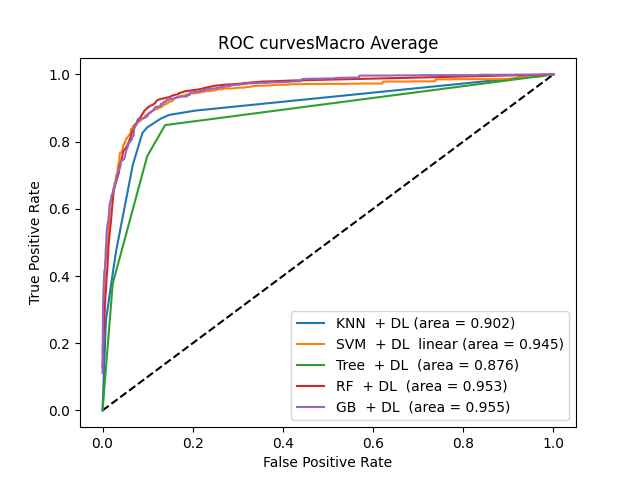 ROC curvesMacro Average
True Positive Rate
1.0
0.8
0.6
0.4
0.2
0.0
KNN  + DL (area = 0.902)
SVM  + DL  linear (area = 0.945)
Tree  + DL  (area = 0.876)
RF  + DL  (area = 0.953)
GB  + DL  (area = 0.955)
0.0 0.2 0.4 0.6 0.8 1.0
False Positive Rate